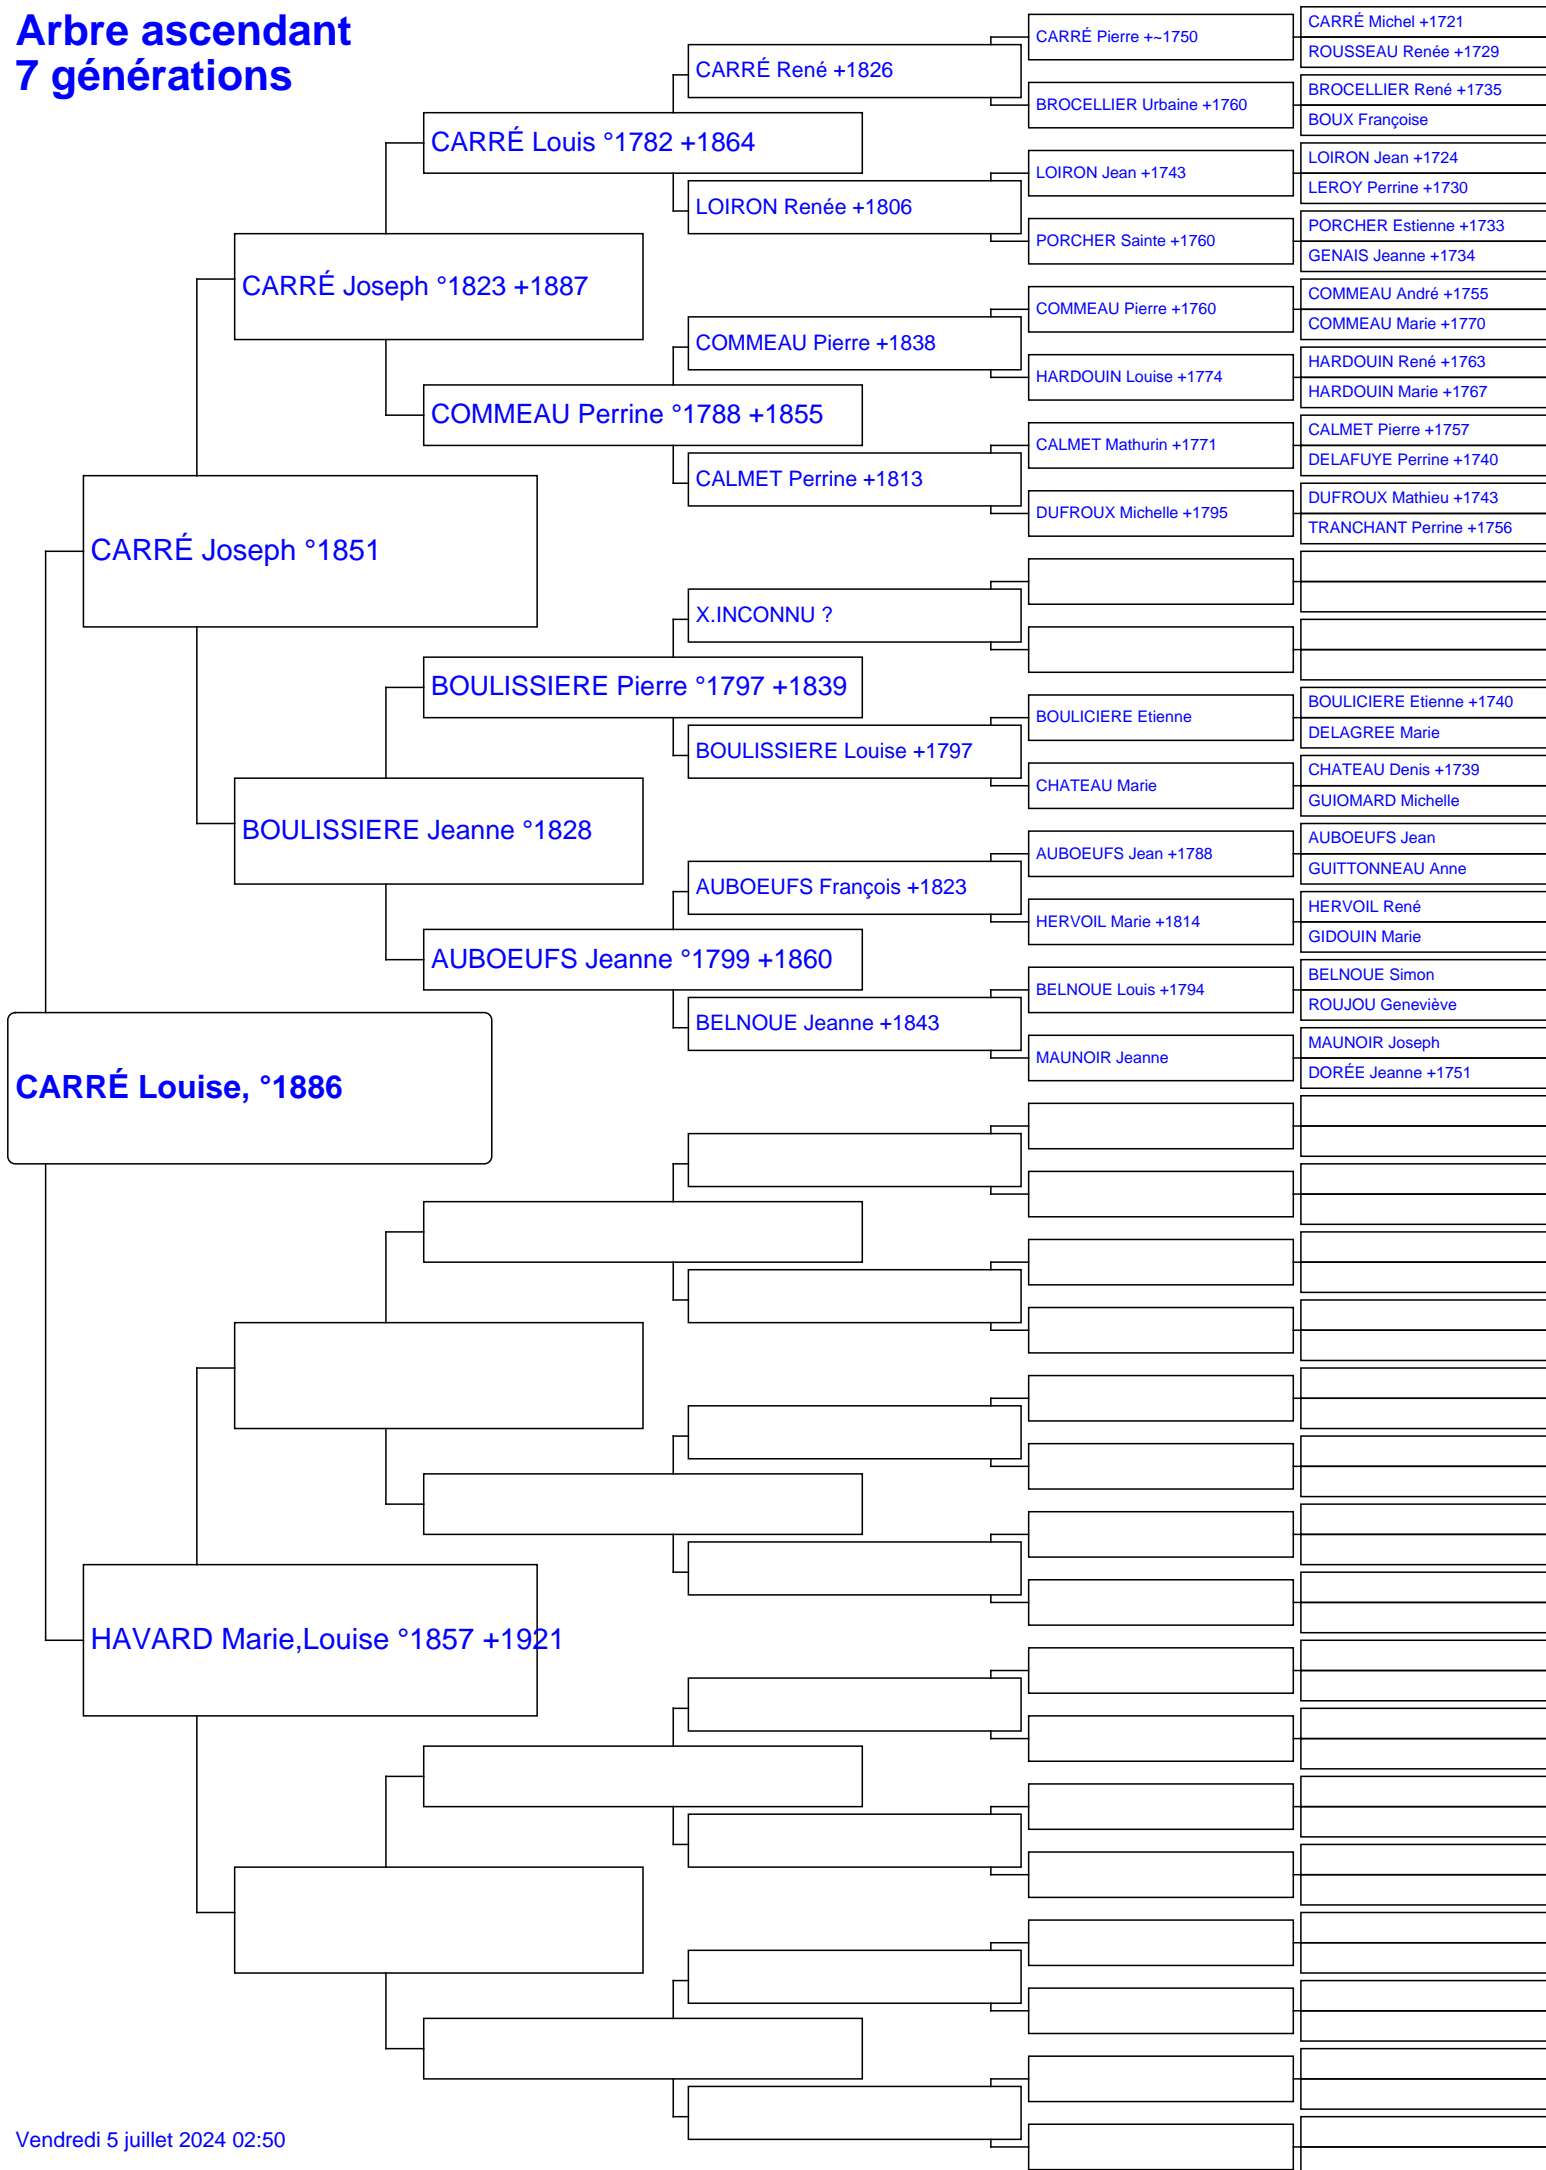 Arbre ascendant
7 générations
CARRÉ Louise, °1886
CARRÉ Joseph °1851
HAVARD Marie,Louise °1857 +1921
CARRÉ Joseph °1823 +1887
BOULISSIERE Jeanne °1828
CARRÉ Louis °1782 +1864
COMMEAU Perrine °1788 +1855
BOULISSIERE Pierre °1797 +1839
AUBOEUFS Jeanne °1799 +1860
CARRÉ René +1826
LOIRON Renée +1806
COMMEAU Pierre +1838
CALMET Perrine +1813
X.INCONNU ?
BOULISSIERE Louise +1797
AUBOEUFS François +1823
BELNOUE Jeanne +1843
CARRÉ Pierre +~1750
BROCELLIER Urbaine +1760
LOIRON Jean +1743
PORCHER Sainte +1760
COMMEAU Pierre +1760
HARDOUIN Louise +1774
CALMET Mathurin +1771
DUFROUX Michelle +1795
BOULICIERE Etienne
CHATEAU Marie
AUBOEUFS Jean +1788
HERVOIL Marie +1814
BELNOUE Louis +1794
MAUNOIR Jeanne
CARRÉ Michel +1721
ROUSSEAU Renée +1729
BROCELLIER René +1735
BOUX Françoise
LOIRON Jean +1724
LEROY Perrine +1730
PORCHER Estienne +1733
GENAIS Jeanne +1734
COMMEAU André +1755
COMMEAU Marie +1770
HARDOUIN René +1763
HARDOUIN Marie +1767
CALMET Pierre +1757
DELAFUYE Perrine +1740
DUFROUX Mathieu +1743
TRANCHANT Perrine +1756
BOULICIERE Etienne +1740
DELAGREE Marie
CHATEAU Denis +1739
GUIOMARD Michelle
AUBOEUFS Jean
GUITTONNEAU Anne
HERVOIL René
GIDOUIN Marie
BELNOUE Simon
ROUJOU Geneviève
MAUNOIR Joseph
DORÉE Jeanne +1751
Vendredi 5 juillet 2024 02:50